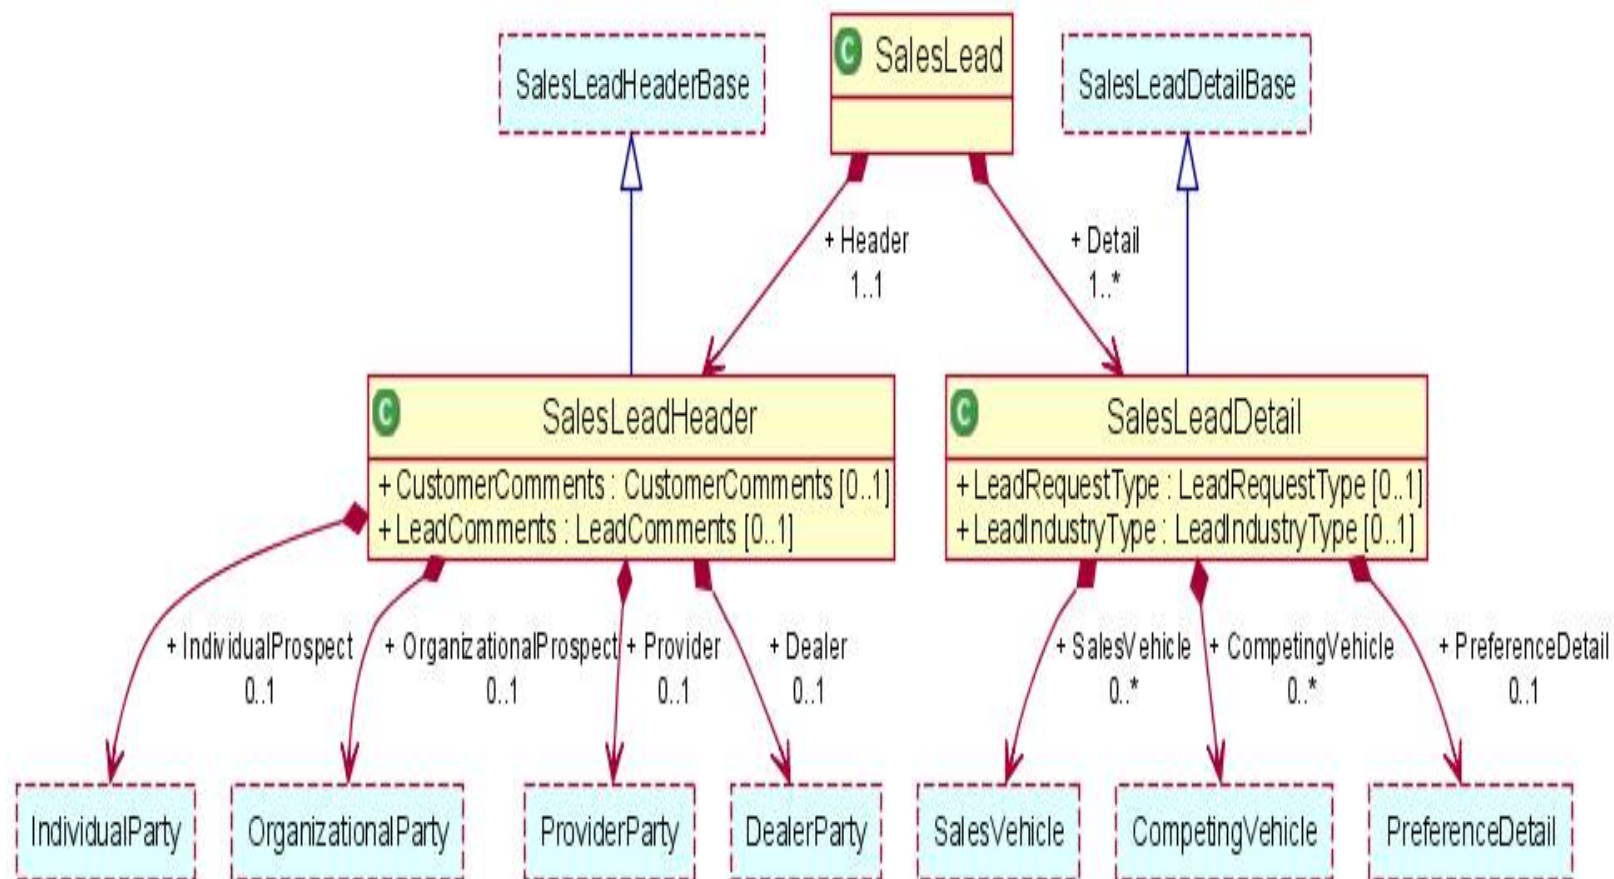 SalesLeadHeaderBase
C SalesLead
SalesLeadDetailBase
+ Header
1..1
+ Detail
1..*
C SalesLeadHeader
+ CustomerComments : CustomerComments [0..1]
+ LeadComments : LeadComments [0..1]
C SalesLeadDetail
+ LeadRequestType : LeadRequestType [0..1]
+ LeadIndustryType : LeadIndustryType [0..1]
+ IndividualProspect
0..1
+ OrganizationalProspect
0..1
+ Provider
0..1
+ Dealer
0..1
+ SalesVehicle
0..*
+ CompetingVehicle
0..*
+ PreferenceDetail
0..1
IndividualParty
OrganizationalParty
ProviderParty
DealerParty
SalesVehicle
CompetingVehicle
PreferenceDetail